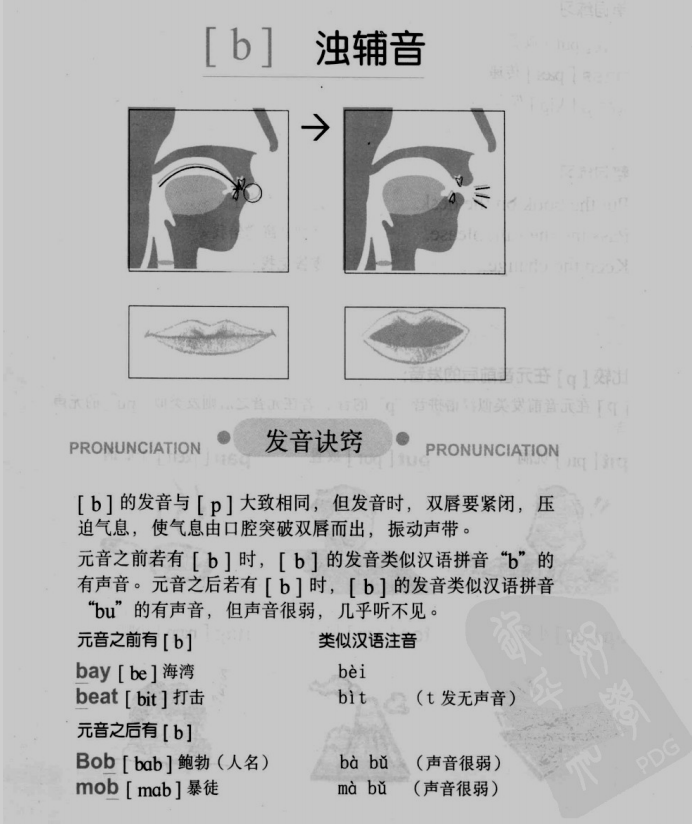 [b] 浊辅音
→
PRONUNCIATION 发音诀窍 PRONUNCIATION
[b]的发音与[p]大致相同，但发音时，双唇要紧闭，压
迫气息，使气息由口腔突破双唇而出，振动声带。
元音之前若有[b]时，[b]的发音类似汉语拼音“b”的
有声音。元音之后若有[b]时，[b]的发音类似汉语拼音
“bu”的有声音，但声音很弱，几乎听不见。
元音之前有[b] 类似汉语注音
bay [be]海湾 bèi
beat [bit]打击 bìt （t发无声音）
元音之后有[b]
Bob [bɑb]鲍勃（人名） bà bǔ （声音很弱）
mob [mɑb]暴徒 mà bǔ （声音很弱）
PDG